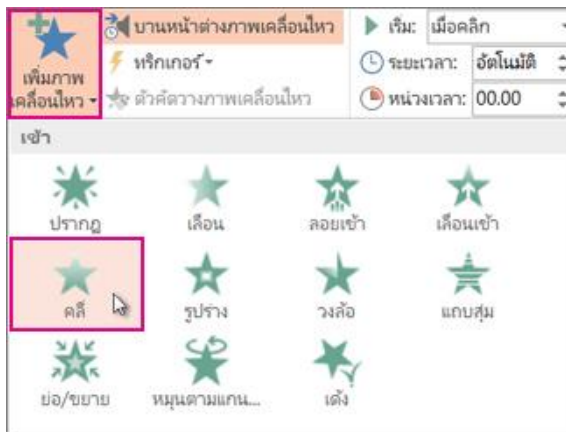 เพิ่มภาพ
เคลื่อนไหว
บานหน้าต่างภาพเคลื่อนไหว
ทริกเกอร์
ตัวคัดวางภาพเคลื่อนไหว
เริ่ม: เมื่อคลิก
ระยะเวลา: อัตโนมัติ
หน่วงเวลา: 00.00
เข้า
ปรากฏ เลือน ลอยเข้า เลื่อนเข้า
คลี่ รูปร่าง วงล้อ แถบสุ่ม
ย่อ/ขยาย หมุนตามแกน... เด้ง